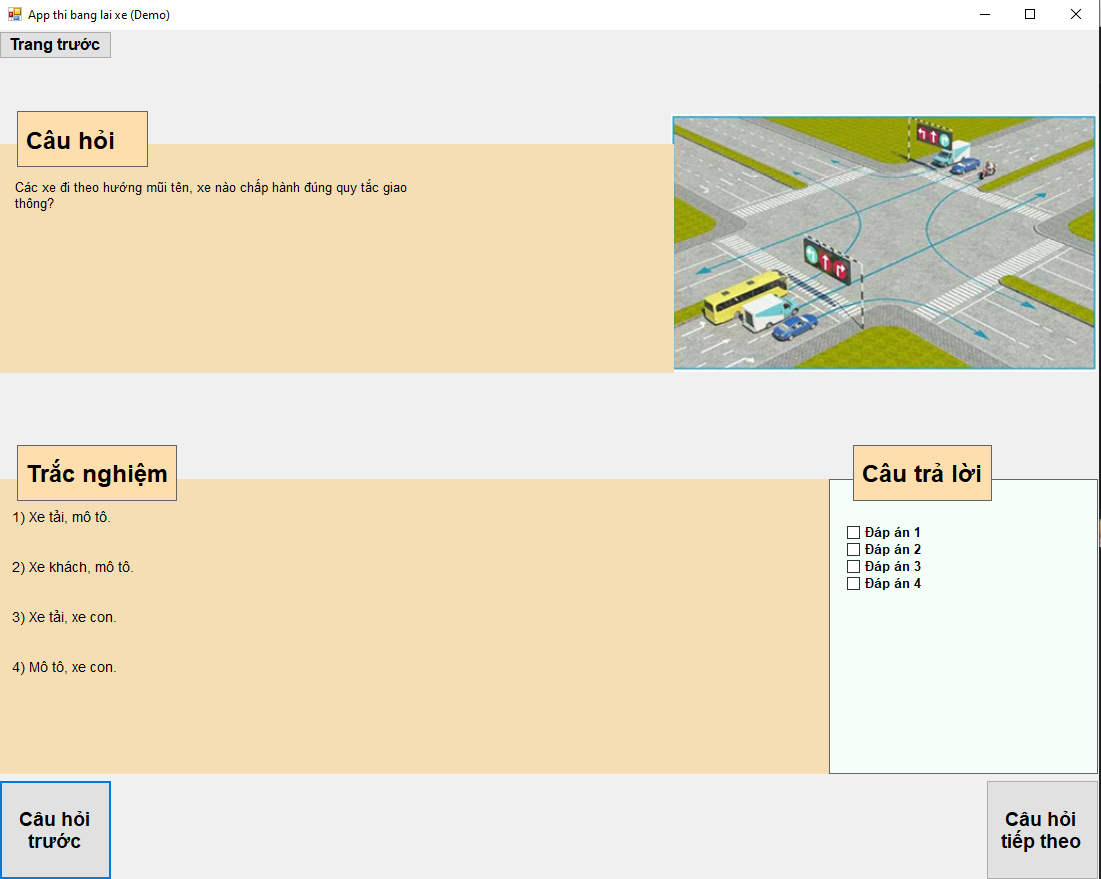 App thi bang lai xe (Demo)
Trang trước
Câu hỏi
Các xe đi theo hướng mũi tên, xe nào chấp hành đúng quy tắc giao
thông?
Trắc nghiệm
1) Xe tải, mô tô.
2) Xe khách, mô tô.
3) Xe tải, xe con.
4) Mô tô, xe con.
Câu trả lời
Đáp án 1
Đáp án 2
Đáp án 3
Đáp án 4
Câu hỏi
trước
Câu hỏi
tiếp theo